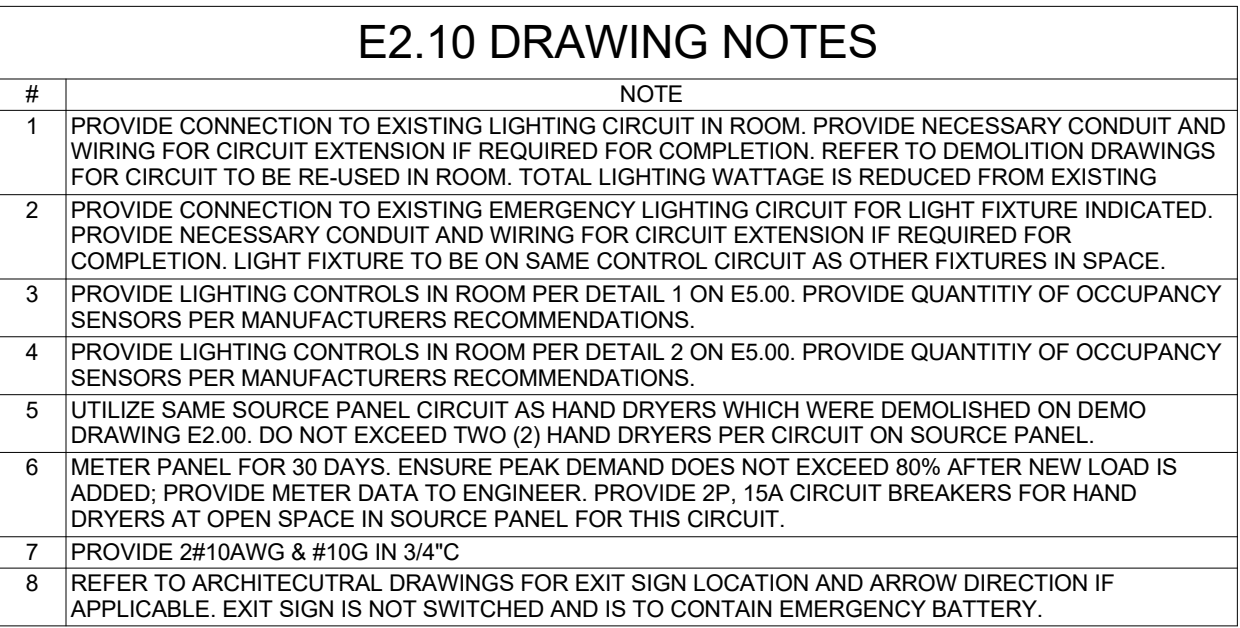 E2.10 DRAWING NOTES
# NOTE
1 PROVIDE CONNECTION TO EXISTING LIGHTING CIRCUIT IN ROOM. PROVIDE NECESSARY CONDUIT AND
WIRING FOR CIRCUIT EXTENSION IF REQUIRED FOR COMPLETION. REFER TO DEMOLITION DRAWINGS
FOR CIRCUIT TO BE RE-USED IN ROOM. TOTAL LIGHTING WATTAGE IS REDUCED FROM EXISTING
2 PROVIDE CONNECTION TO EXISTING EMERGENCY LIGHTING CIRCUIT FOR LIGHT FIXTURE INDICATED.
PROVIDE NECESSARY CONDUIT AND WIRING FOR CIRCUIT EXTENSION IF REQUIRED FOR
COMPLETION. LIGHT FIXTURE TO BE ON SAME CONTROL CIRCUIT AS OTHER FIXTURES IN SPACE.
3 PROVIDE LIGHTING CONTROLS IN ROOM PER DETAIL 1 ON E5.00. PROVIDE QUANTITIY OF OCCUPANCY
SENSORS PER MANUFACTURERS RECOMMENDATIONS.
4 PROVIDE LIGHTING CONTROLS IN ROOM PER DETAIL 2 ON E5.00. PROVIDE QUANTITIY OF OCCUPANCY
SENSORS PER MANUFACTURERS RECOMMENDATIONS.
5 UTILIZE SAME SOURCE PANEL CIRCUIT AS HAND DRYERS WHICH WERE DEMOLISHED ON DEMO
DRAWING E2.00. DO NOT EXCEED TWO (2) HAND DRYERS PER CIRCUIT ON SOURCE PANEL.
6 METER PANEL FOR 30 DAYS. ENSURE PEAK DEMAND DOES NOT EXCEED 80% AFTER NEW LOAD IS
ADDED; PROVIDE METER DATA TO ENGINEER. PROVIDE 2P, 15A CIRCUIT BREAKERS FOR HAND
DRYERS AT OPEN SPACE IN SOURCE PANEL FOR THIS CIRCUIT.
7 PROVIDE 2#10AWG & #10G IN 3/4"C
8 REFER TO ARCHITECUTRAL DRAWINGS FOR EXIT SIGN LOCATION AND ARROW DIRECTION IF
APPLICABLE. EXIT SIGN IS NOT SWITCHED AND IS TO CONTAIN EMERGENCY BATTERY.